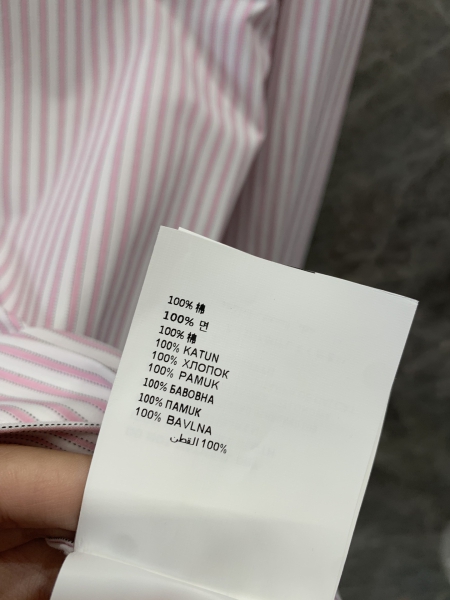 100% 棉
100% 면
100% 棉
100% KATUN
100% ХЛОПОК
100% PAMUK
100% БАВОВНА
100% ПАМУК
100% BAVLNA
100% القطن